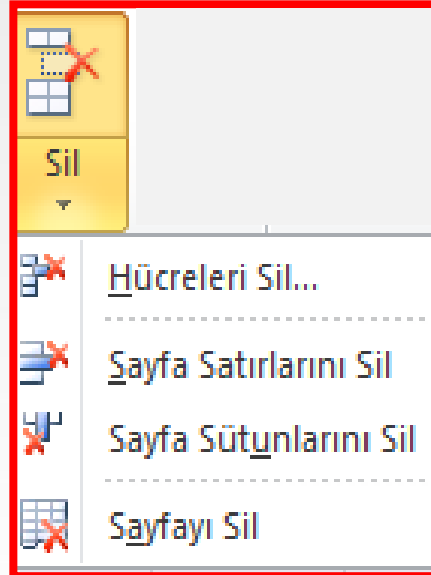 Sil
Hücreleri Sil...
Sayfa Satırlarını Sil
Sayfa Sütunlarını Sil
Sayfayı Sil